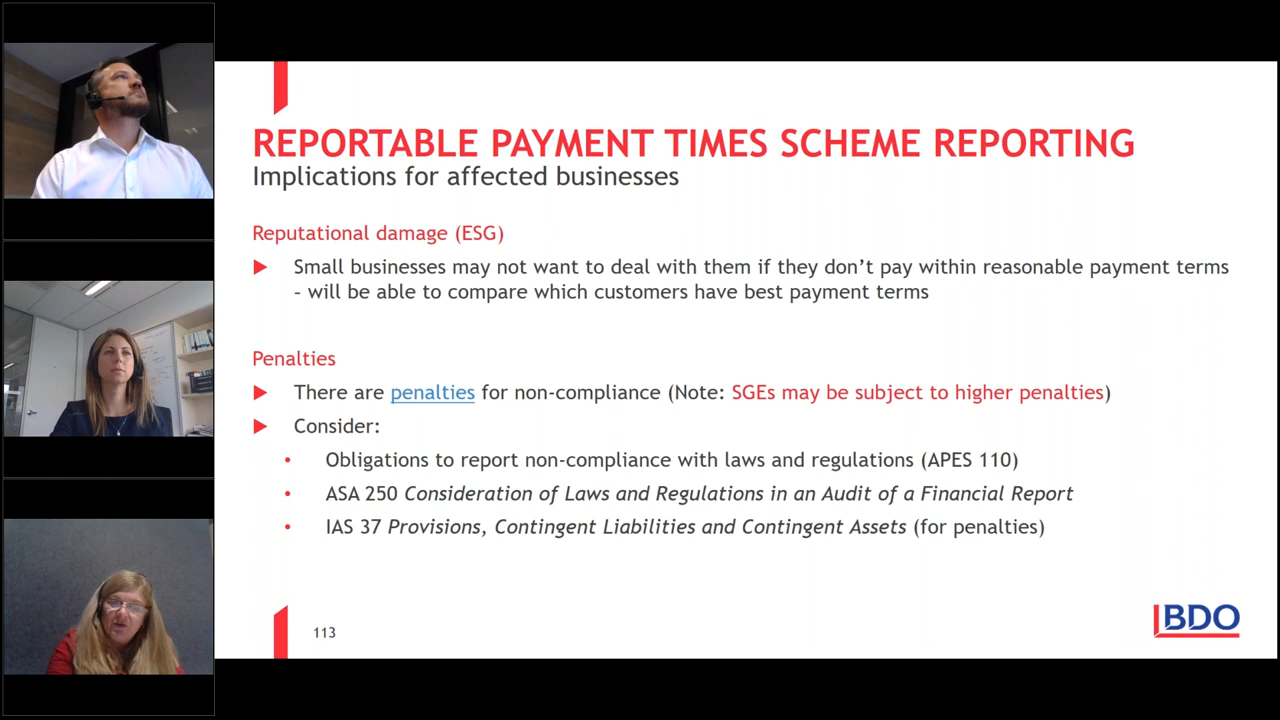 REPORTABLE PAYMENT TIMES SCHEME REPORTING
Implications for affected businesses
Reputational damage (ESG)
Small businesses may not want to deal with them if they don’t pay within reasonable payment terms
- will be able to compare which customers have best payment terms
Penalties
There are penalties for non-compliance (Note: SGEs may be subject to higher penalties)
Consider:
• Obligations to report non-compliance with laws and regulations (APES 110)
• ASA 250 Consideration of Laws and Regulations in an Audit of a Financial Report
• IAS 37 Provisions, Contingent Liabilities and Contingent Assets (for penalties)
113
BDO